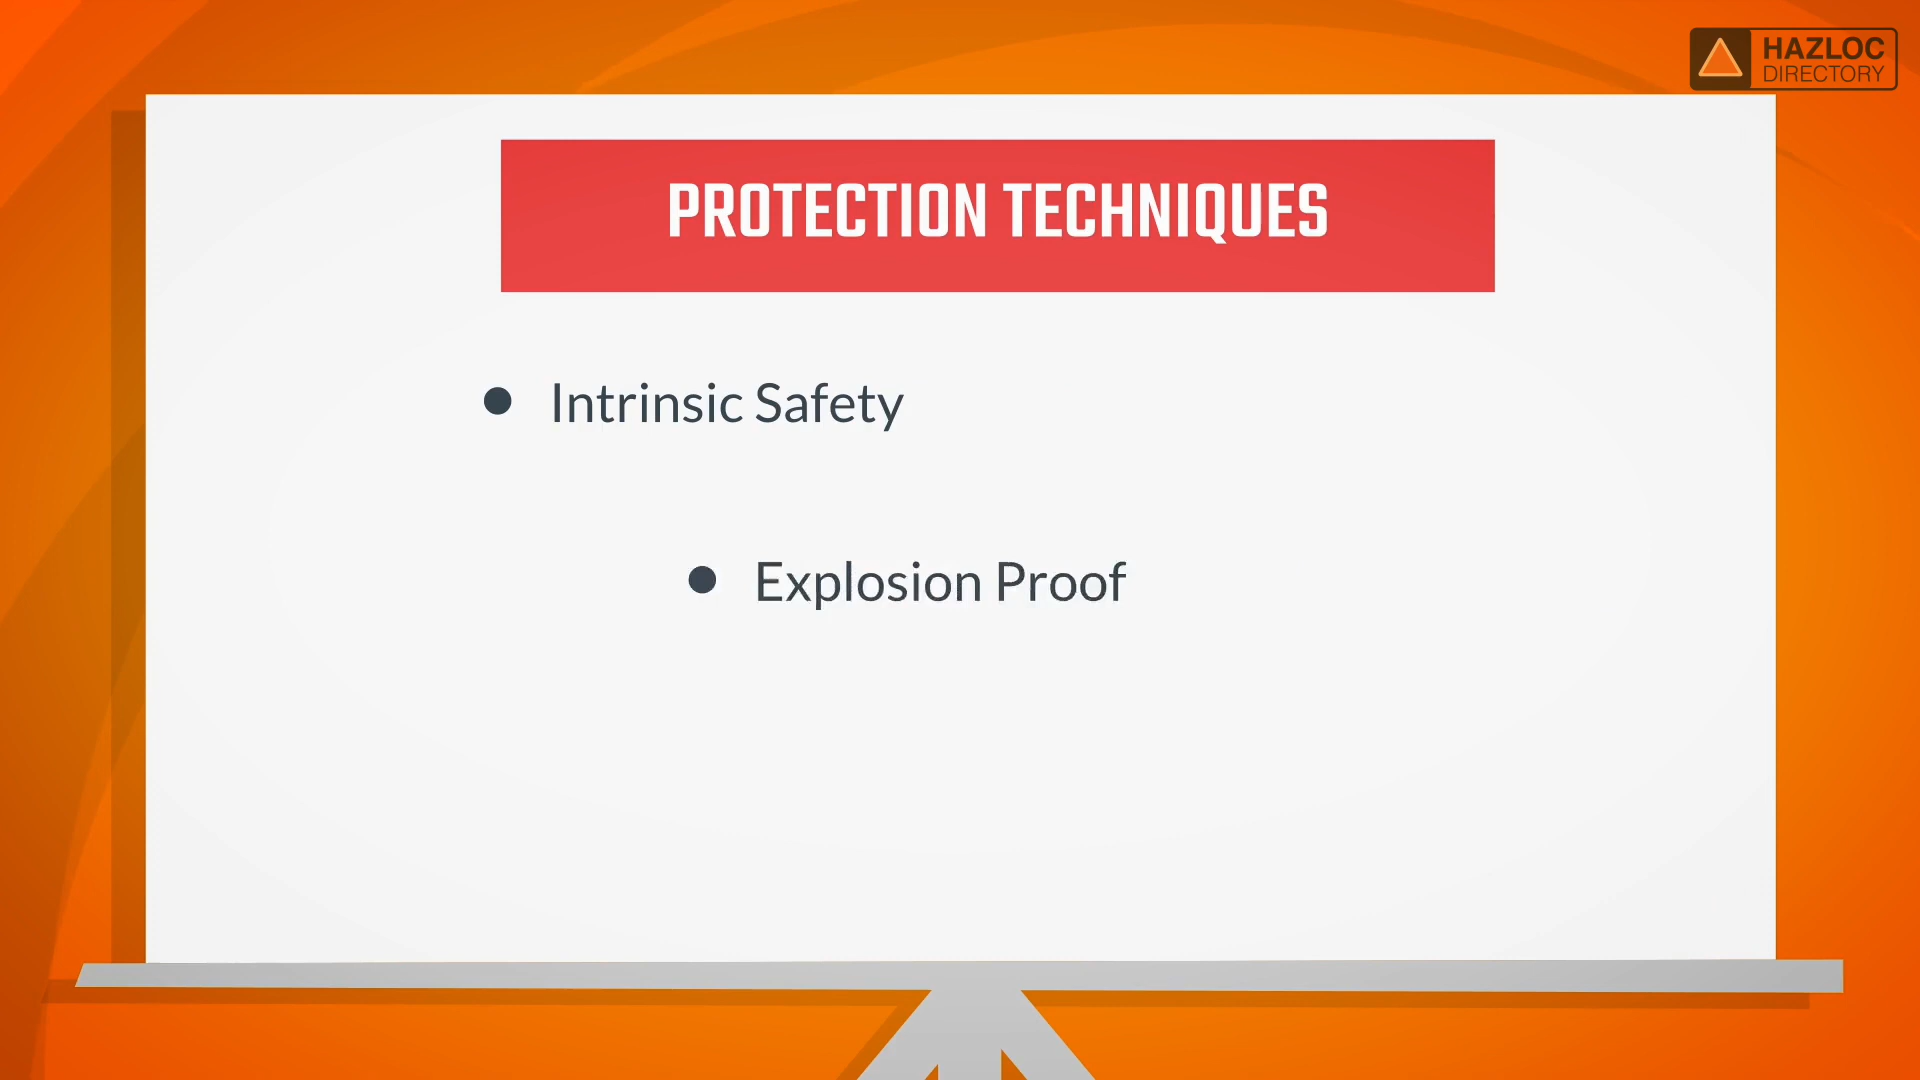 HAZLOC
DIRECTORY
PROTECTION TECHNIQUES
● Intrinsic Safety
● Explosion Proof